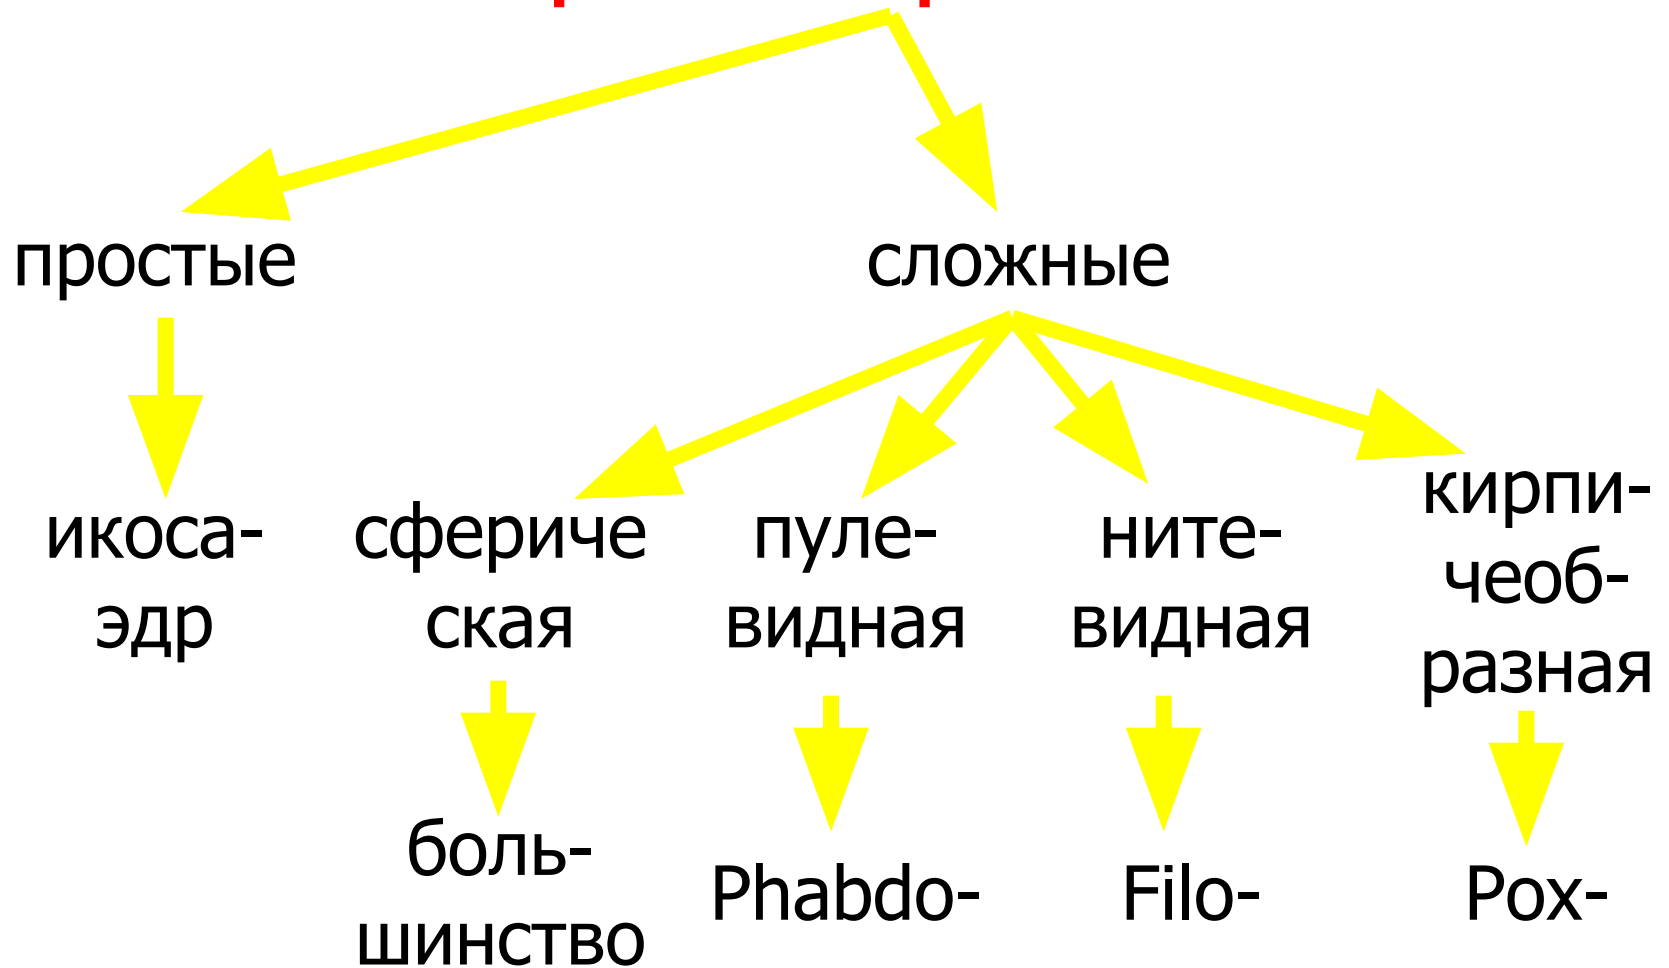 простые
сложные
икоса-
эдр
сфериче
ская
пуле-
видная
ните-
видная
кирпи-
чеоб-
разная
боль-
шинство
Phabdo-
Filo-
Pox-